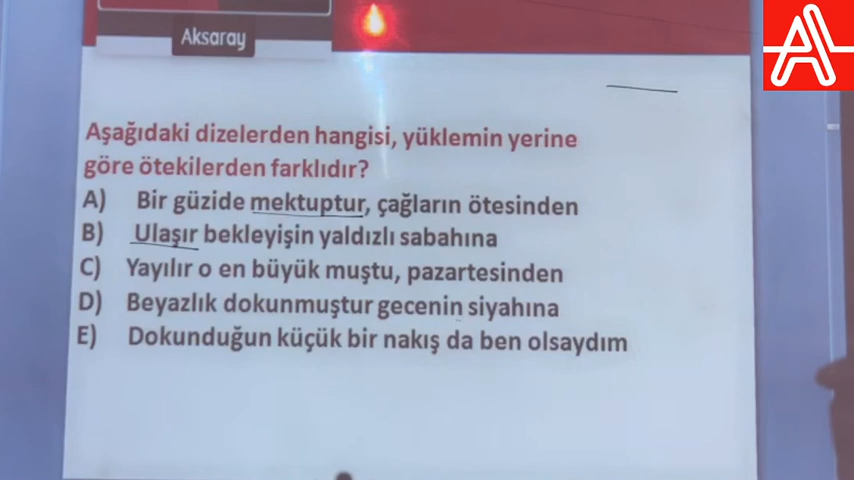 Aksaray
Aşağıdaki dizelerden hangisi, yüklemin yerine
göre ötekilerden farklıdır?
A) Bir güzide mektuptur, çağların ötesinden
B) Ulaşır bekleyişin yaldızlı sabahına
C) Yayılır o en büyük muştu, pazartesinden
D) Beyazlık dokunmuştur gecenin siyahına
E) Dokunduğun küçük bir nakış da ben olsaydım